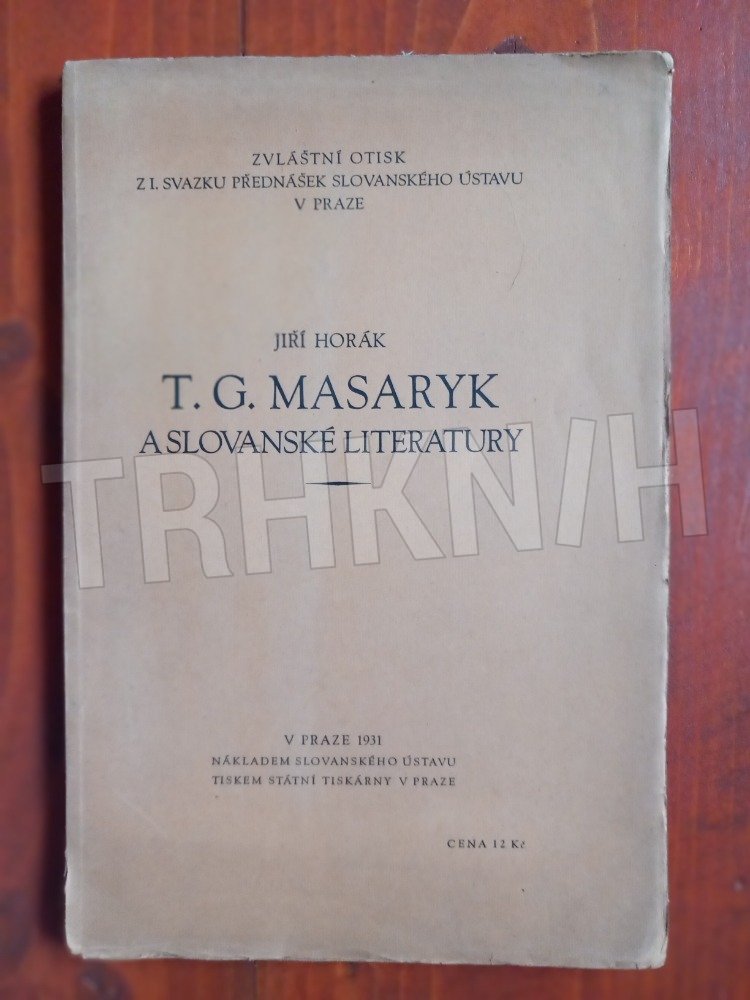 ZVLÁŠTNÍ OTISK
Z I. SVAZKU PŘEDNÁŠEK SLOVANSKÉHO ÚSTAVU
V PRAZE
JIŘÍ HORÁK
T. G. MASARYK
A SLOVANSKÉ LITERATURY
TRHKNIH
V PRAZE 1931
NÁKLADEM SLOVANSKÉHO ÚSTAVU
TISKEM STÁTNÍ TISKÁRNY V PRAZE
CENA 12 Kč